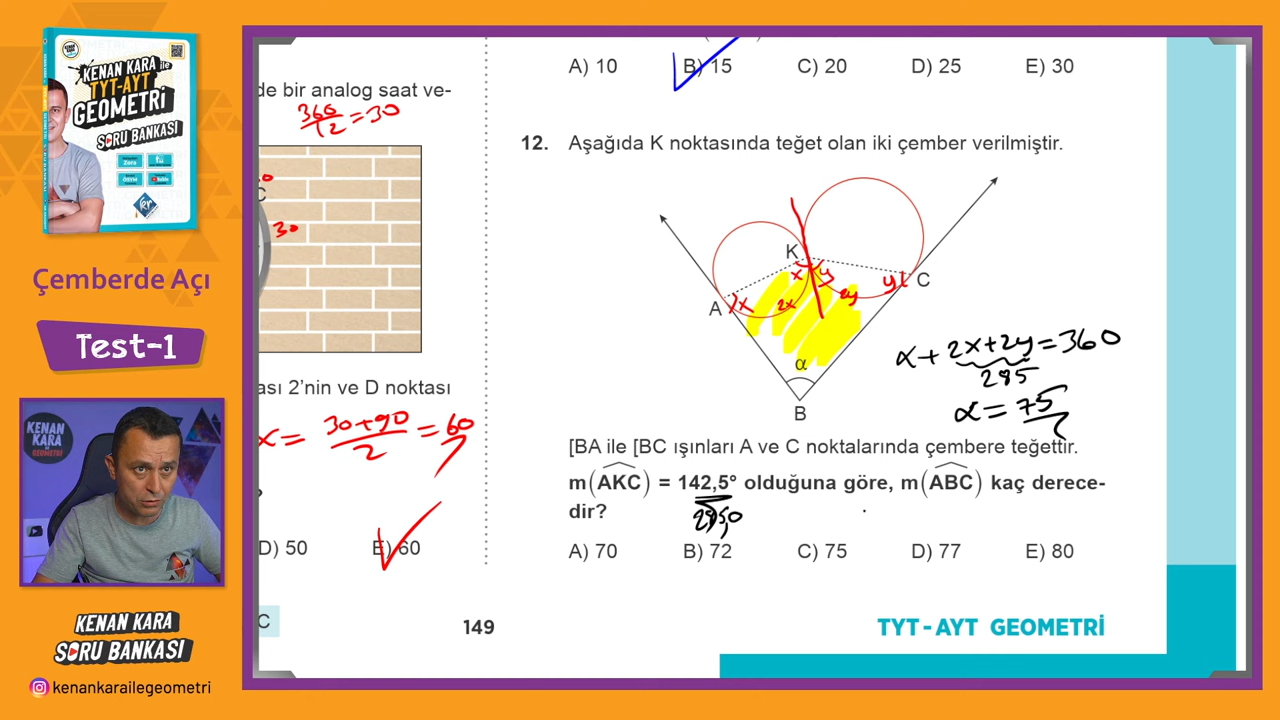 KENAN KARA ile
TYT-AYT
GEOMETRİ
SORU BANKASI
Çemberde Açı
Test-1
KENAN KARA
SORU BANKASI
kenankarailegeometri
de bir analog saat ve-
360/12 = 30
C
30
ası 2'nin ve D noktası
x = (30+90)/2 = 60
?
D) 50 E) 60
C
149
A) 10 B) 15 C) 20 D) 25 E) 30
12. Aşağıda K noktasında teğet olan iki çember verilmiştir.
K
x y
A x 2x 2y y C
α
B
α + 2x+2y = 360
285
α = 75
[BA ile [BC ışınları A ve C noktalarında çembere teğettir.
m(AKC) = 142,5° olduğuna göre, m(ABC) kaç derece-
dir?
285,0
A) 70 B) 72 C) 75 D) 77 E) 80
TYT - AYT GEOMETRİ